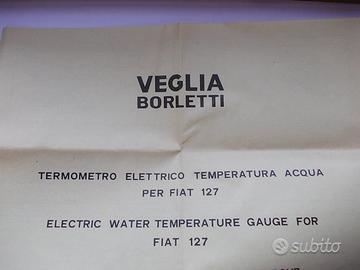 VEGLIA
BORLETTI
TERMOMETRO ELETTRICO TEMPERATURA ACQUA
PER FIAT 127
ELECTRIC WATER TEMPERATURE GAUGE FOR
FIAT 127
subito